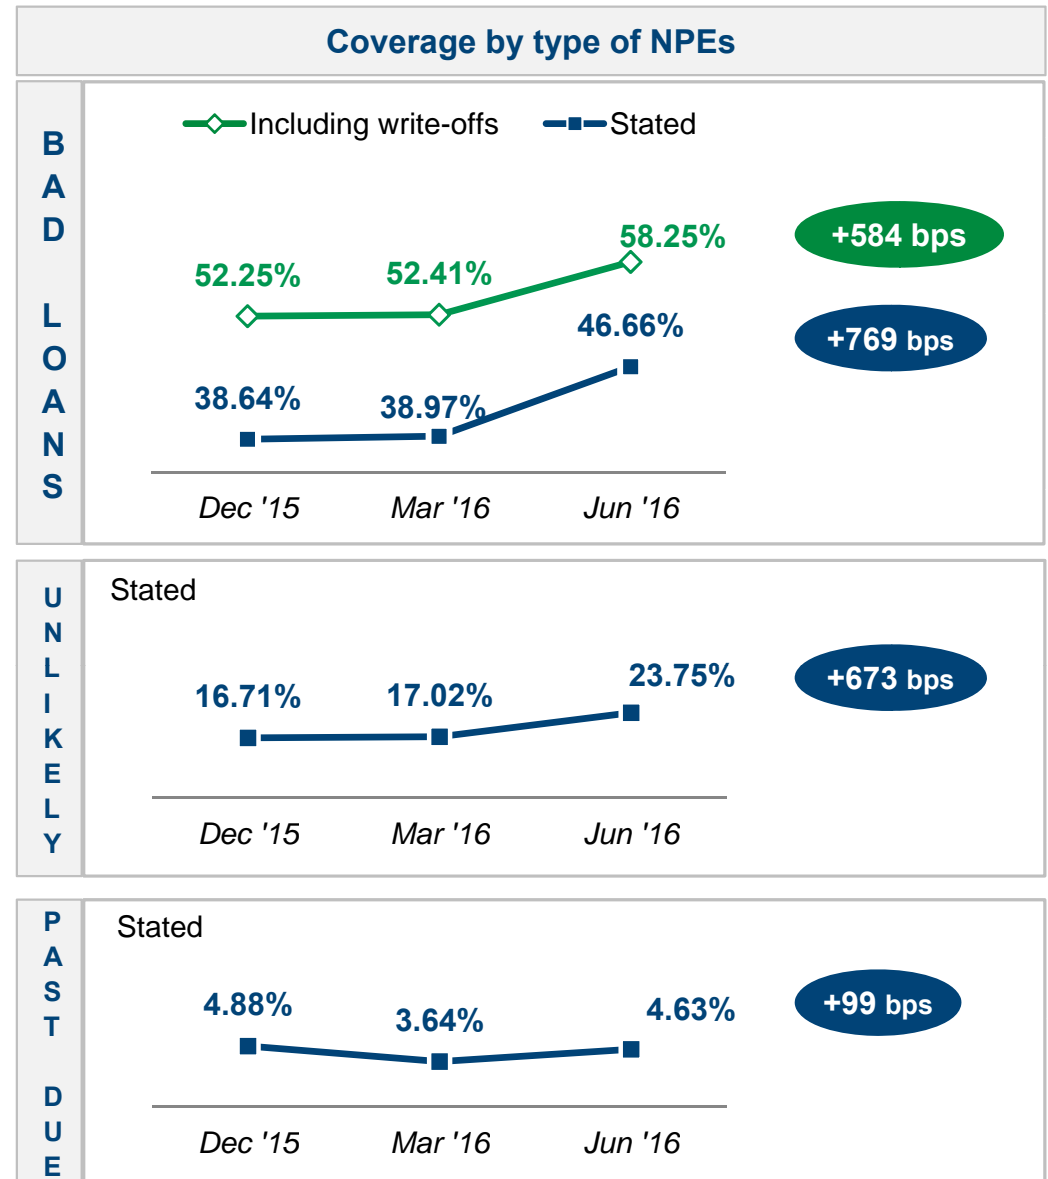 Coverage by type of NPEs
BAD LOANS
Including write-offs Stated
52.25% 52.41% 58.25%
+584 bps
38.64% 38.97% 46.66%
+769 bps
Dec '15 Mar '16 Jun '16
UNLIKELY
Stated
16.71% 17.02% 23.75%
+673 bps
Dec '15 Mar '16 Jun '16
PAST DUE
Stated
4.88% 3.64% 4.63%
+99 bps
Dec '15 Mar '16 Jun '16